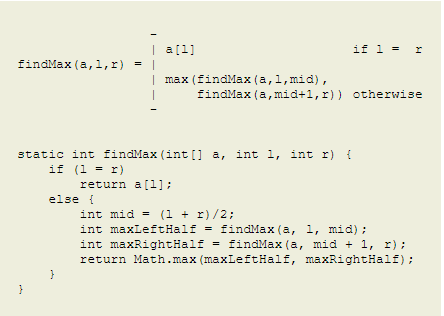 -
               | a[l]                    if l =  r
findMax(a,l,r) = |
               | max(findMax(a,l,mid),
               |     findMax(a,mid+1,r)) otherwise
               -
static int findMax(int[] a, int l, int r) {
    if (l = r)
        return a[l];
    else {
        int mid = (l + r)/2;
        int maxLeftHalf = findMax(a, l, mid);
        int maxRightHalf = findMax(a, mid + 1, r);
        return Math.max(maxLeftHalf, maxRightHalf);
    }
}